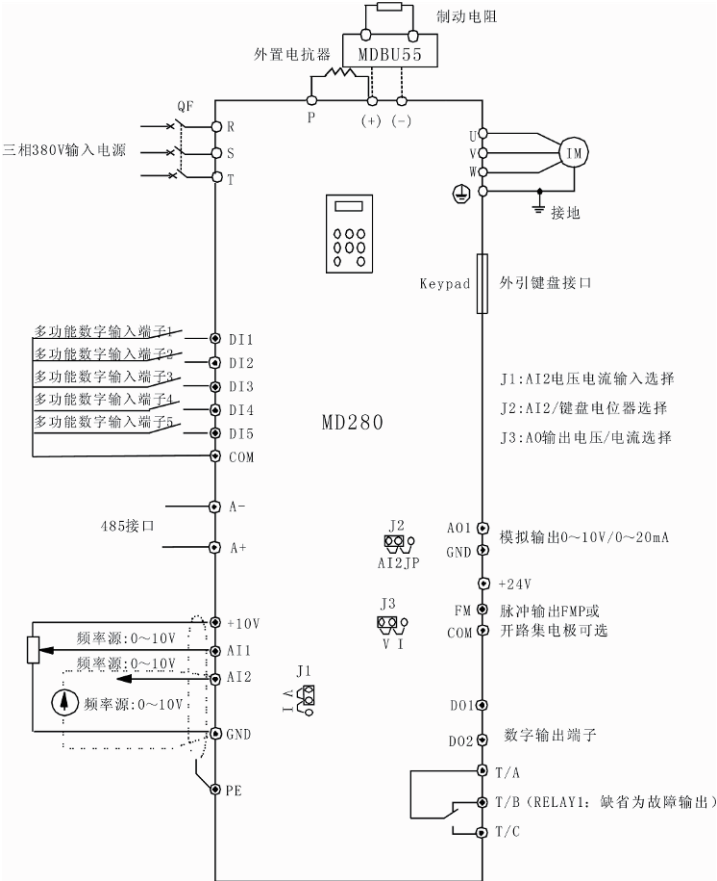 制动电阻
外置电抗器
MDBU55
QF
P
(+)
(-)
R
三相380V输入电源
S
T
U
V
W
IM
接地
Keypad
外引键盘接口
多功能数字输入端子1
DI1
多功能数字输入端子2
DI2
多功能数字输入端子3
DI3
多功能数字输入端子4
DI4
多功能数字输入端子5
DI5
COM
MD280
J1:AI2电压电流输入选择
J2:AI2/键盘电位器选择
J3:AO输出电压/电流选择
A-
485接口
A+
J2
AI2JP
AO1
GND
模拟输出0～10V/0～20mA
+24V
J3
V I
FM
脉冲输出FMP或
COM
开路集电极可选
+10V
频率源:0～10V
AI1
频率源:0～10V
AI2
频率源:0～10V
J1
V
I
GND
PE
DO1
DO2
数字输出端子
T/A
T/B（RELAY1: 缺省为故障输出）
T/C